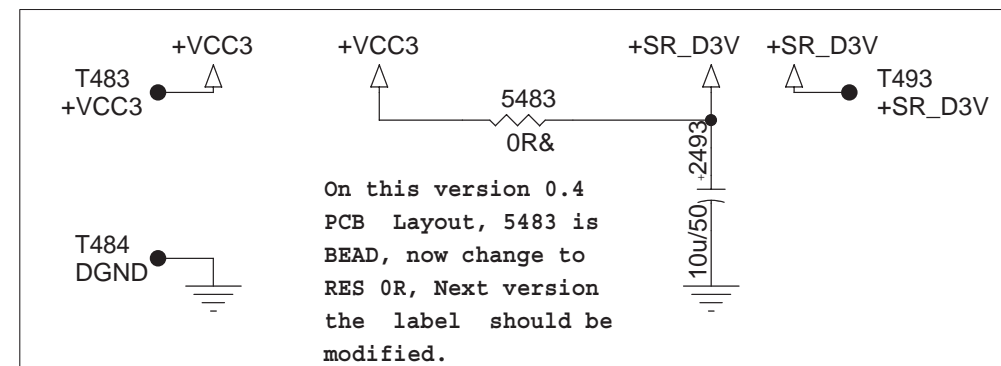 +VCC3
+VCC3
+SR_D3V
+SR_D3V
T483
+VCC3
5483
0R&
T493
+SR_D3V
+
2493
10u/50
On this version 0.4
PCB Layout, 5483 is
BEAD, now change to
RES 0R, Next version
the label should be
modified.
T484
DGND